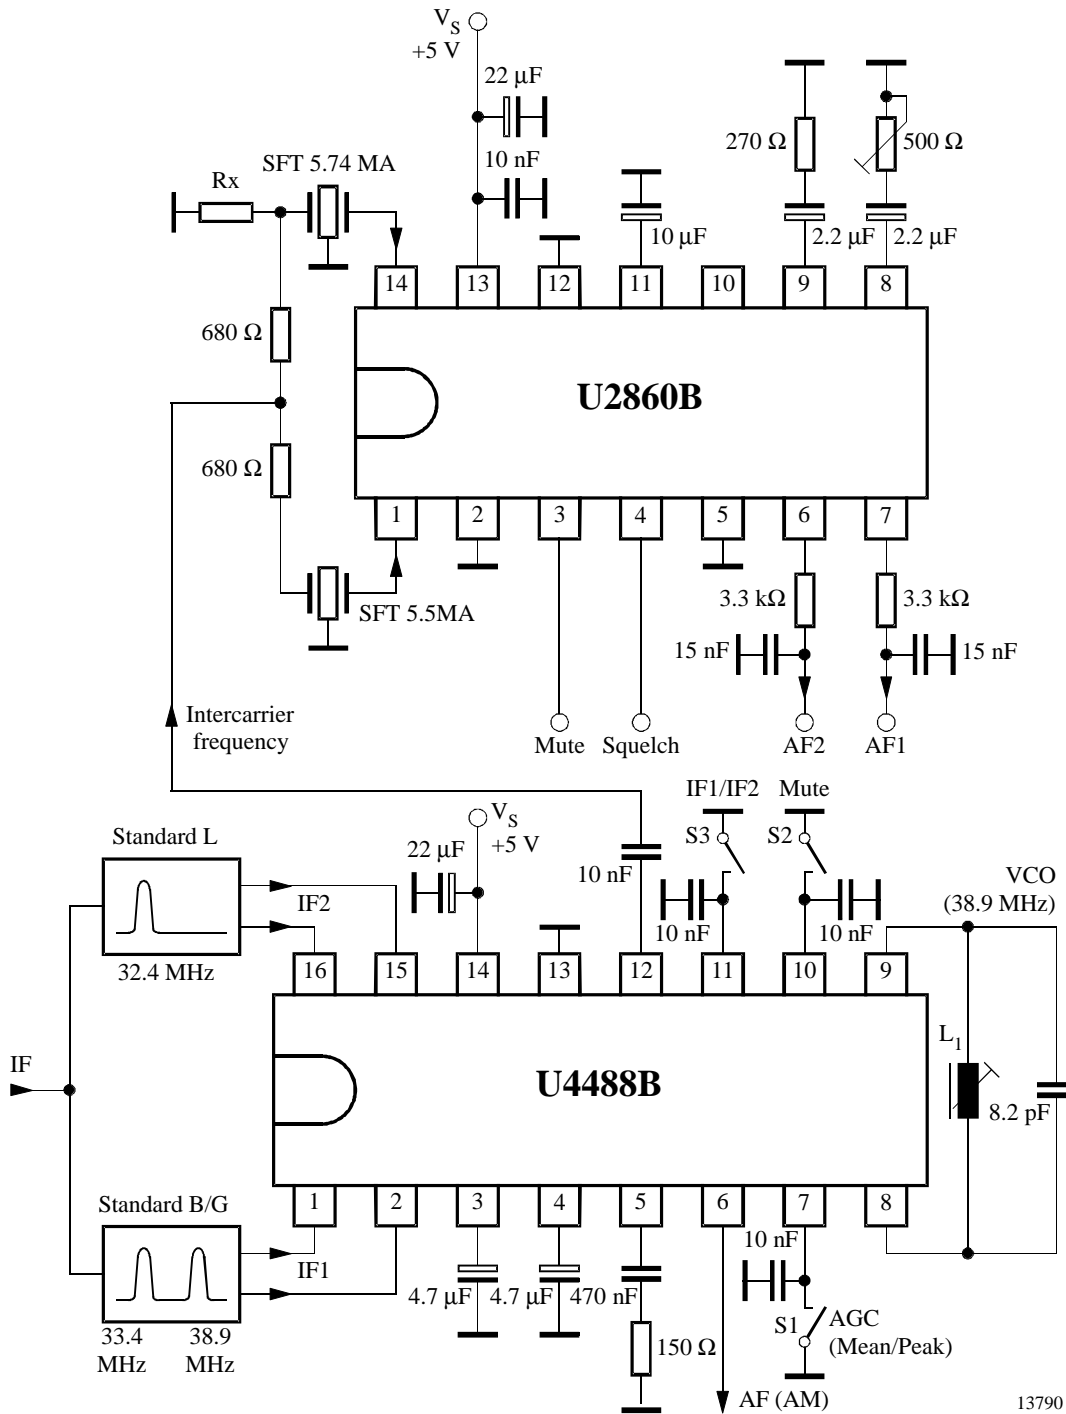 V_S
+5 V
22 μF
10 nF
SFT 5.74 MA
Rx
270 Ω
500 Ω
10 μF
2.2 μF
2.2 μF
14
13
12
11
10
9
8
680 Ω
U2860B
680 Ω
1
2
3
4
5
6
7
SFT 5.5MA
3.3 kΩ
3.3 kΩ
15 nF
15 nF
Intercarrier
frequency
Mute
Squelch
AF2
AF1
IF1/IF2
Mute
V_S
+5 V
S3
S2
Standard L
22 μF
10 nF
VCO
(38.9 MHz)
IF2
10 nF
10 nF
32.4 MHz
16
15
14
13
12
11
10
9
IF
U4488B
L_1
8.2 pF
Standard B/G
1
2
3
4
5
6
7
8
IF1
10 nF
4.7 μF
4.7 μF
470 nF
33.4
MHz
38.9
MHz
150 Ω
S1
AGC
(Mean/Peak)
AF (AM)
13790